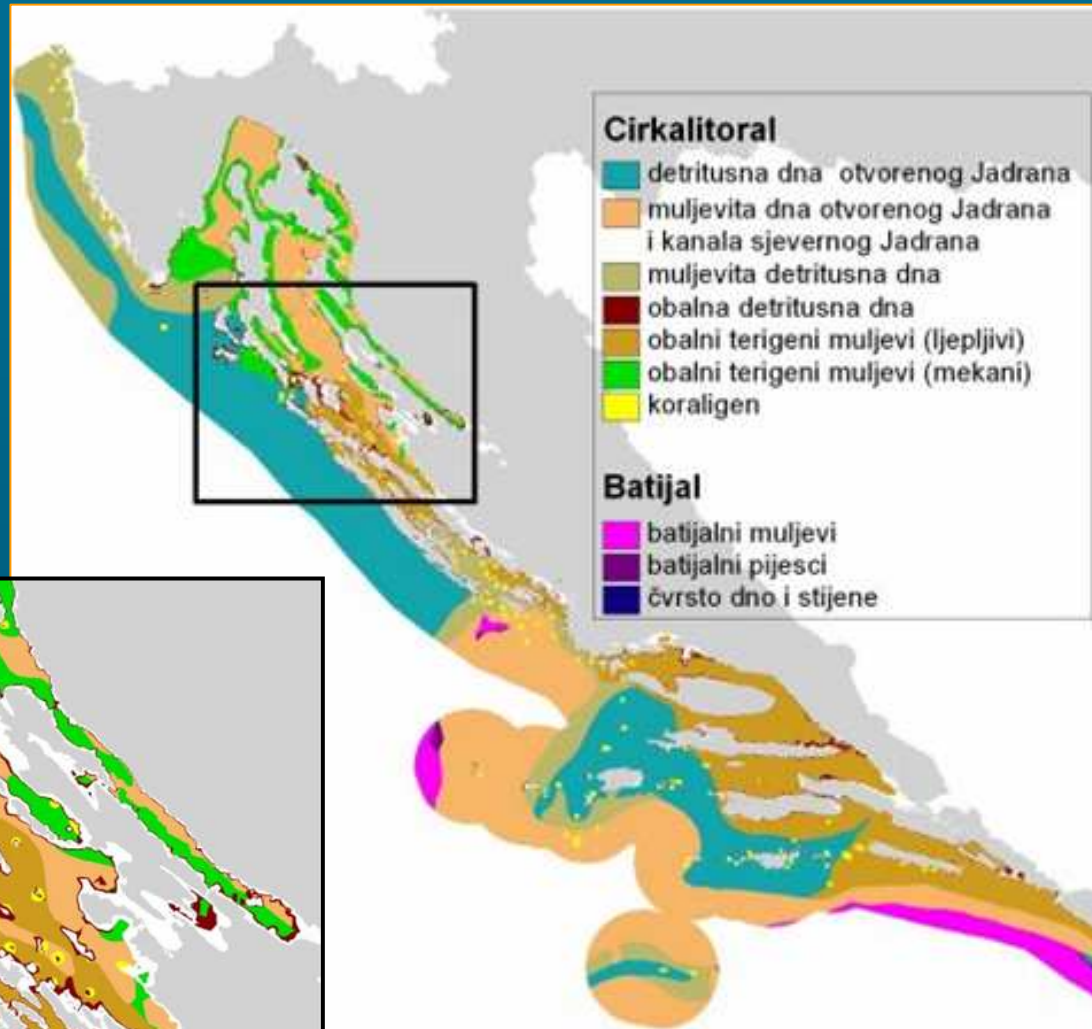 Cirkalitoral
detritusna dna otvorenog Jadrana
muljevita dna otvorenog Jadrana
i kanala sjevernog Jadrana
muljevita detritusna dna
obalna detritusna dna
obalni terigeni muljevi (ljepljivi)
obalni terigeni muljevi (mekani)
koraligen
Batijal
batijalni muljevi
batijalni pijesci
čvrsto dno i stijene